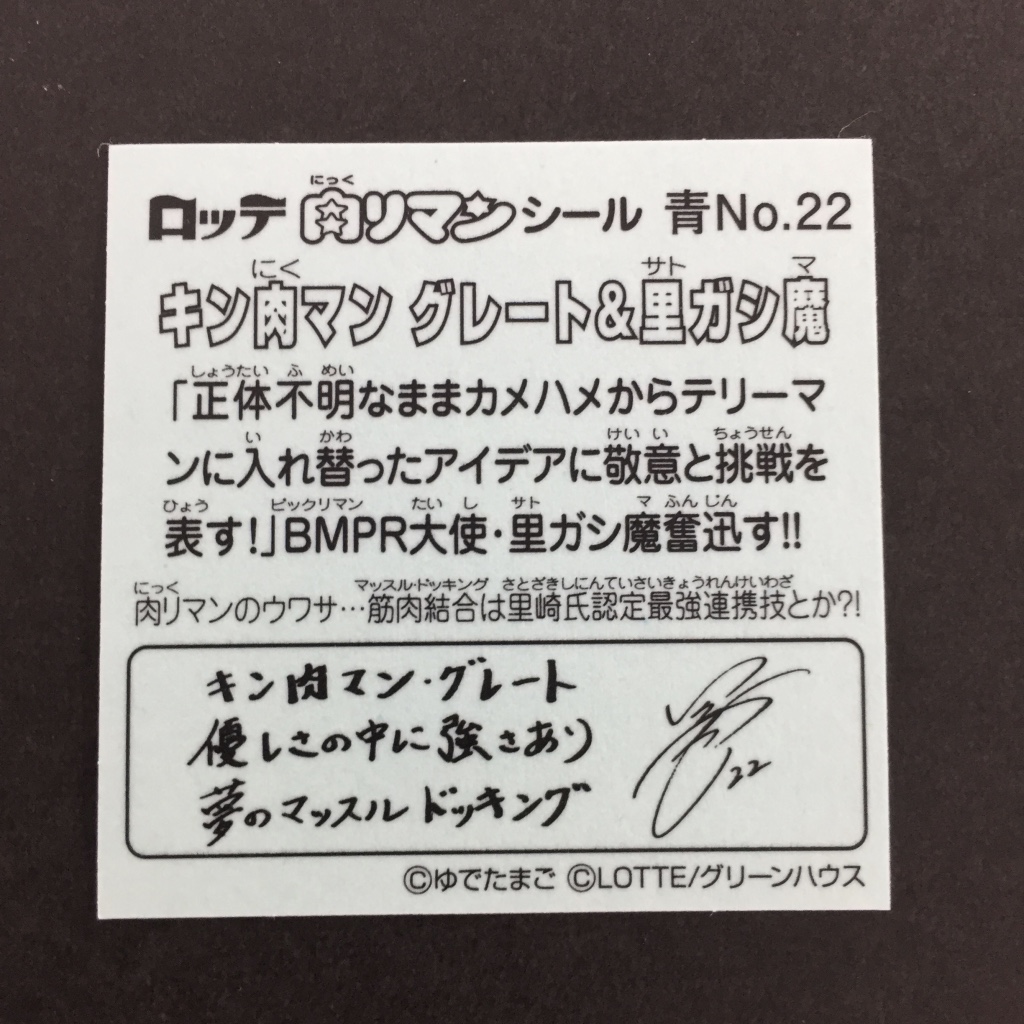 ロッテ 肉リマンシール 青No.22
キン肉マン グレート&里ガシ魔
「正体不明なままカメハメからテリーマ
ンに入れ替ったアイデアに敬意と挑戦を
表す!」BMPR大使・里ガシ魔奮迅す!!
肉リマンのウワサ…筋肉結合は里崎氏認定最強連携技とか?!
キン肉マン・グレート
優しさの中に強さあり
夢のマッスルドッキング
22
©ゆでたまご ©LOTTE/グリーンハウス